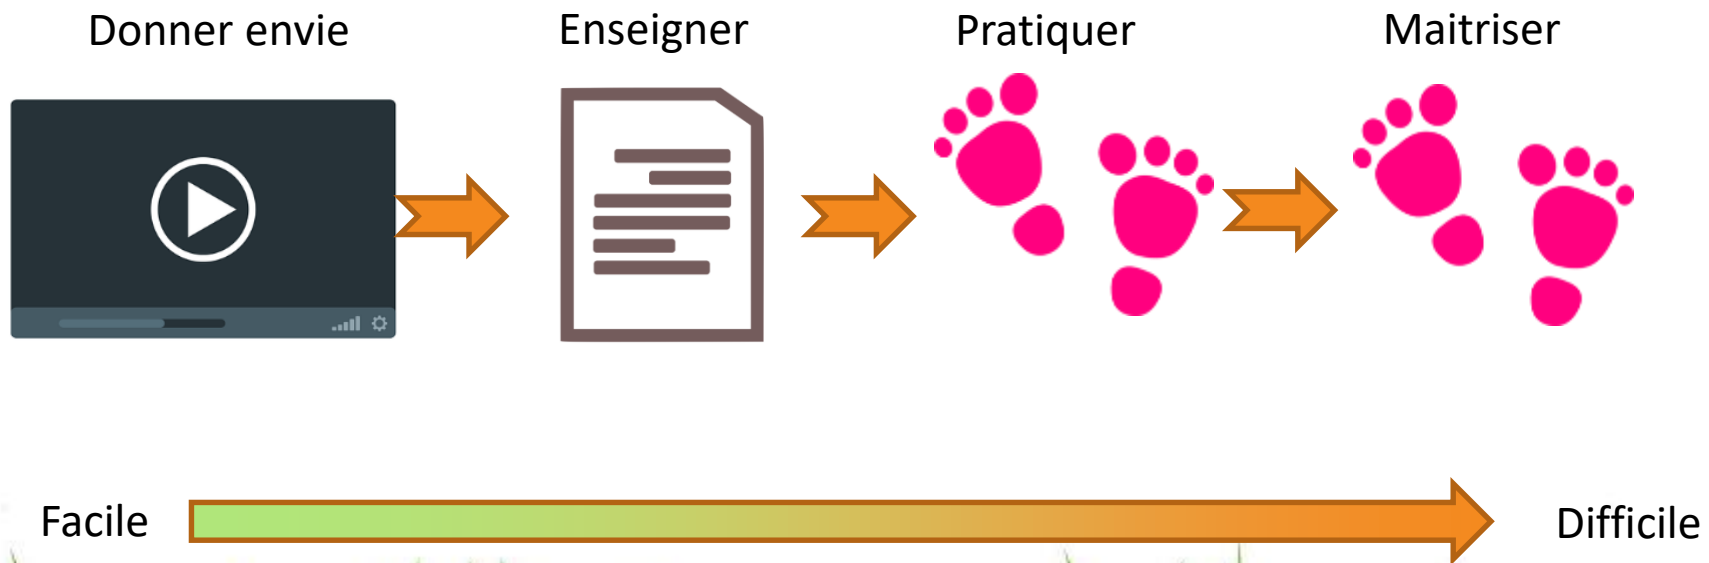 Donner envie
Enseigner
Pratiquer
Maitriser
Facile
Difficile